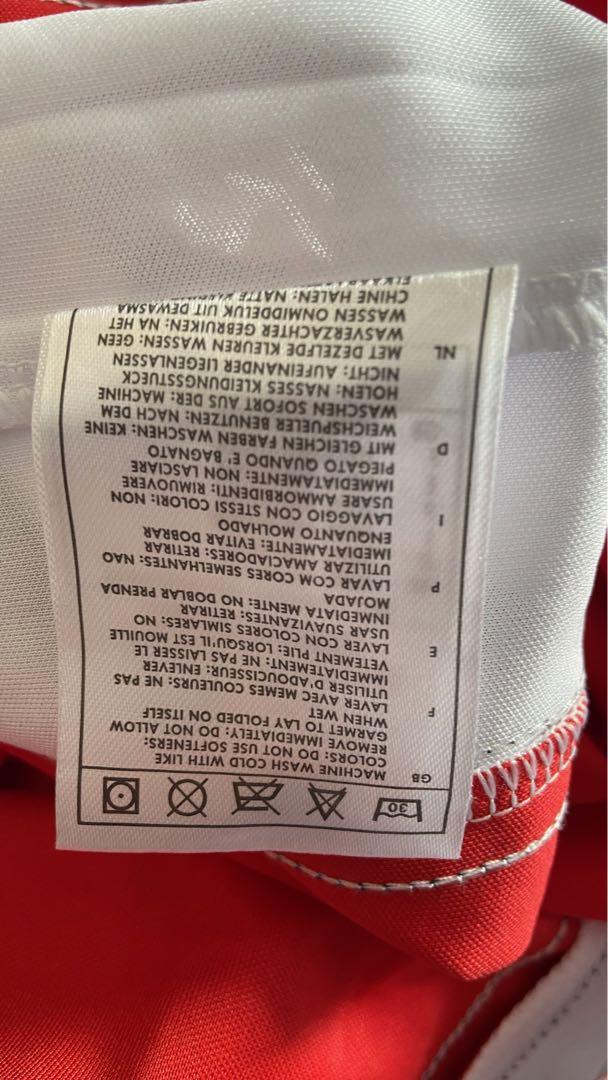 30
GB
MACHINE WASH COLD WITH LIKE
COLORS: DO NOT USE SOFTENERS:
REMOVE IMMEDIATELY: DO NOT ALLOW
GARMET TO LAY FOLDED ON ITSELF
WHEN WET
F
LAVER AVEC MEMES COULEURS: NE PAS
UTILISER D'ADOUCISSEUR: ENLEVER
IMMEDIATEMENT: NE PAS LAISSER LE
VETEMENT PLIE: LORSQU'IL EST MOUILLE
E
LAVER CON COLORES SIMILARES: NO
USAR SUAVIZANTES: RETIRAR
INMEDIATA MENTE: NO DOBLAR PRENDA
MOJADA
P
LAVAR COM CORES SEMELHANTES: NAO
UTILIZAR AMACIADORES: RETIRAR
IMEDIATAMENTE: EVITAR DOBRAR
ENQUANTO MOLHADO
I
LAVAGGIO CON STESSI COLORI: NON
USARE AMMORBIDENTI: RIMUOVERE
IMMEDIATAMENTE: NON LASCIARE
PIEGATO QUANDO E' BAGNATO
D
MIT GLEICHEN FARBEN WASCHEN: KEINE
WEICHSPULER BENUTZEN: NACH DEM
WASCHEN SOFORT AUS DER: MACHINE
HOLEN: NASSES KLEIDUNGSSTUECK
NICHT: AUFEINANDER LIEGENLASSEN
NL
MET DEZELFDE KLEUREN WASSEN: GEEN
WASVERZACHTER GEBRUIKEN: NA HET
WASSEN ONMIDDELIJK UIT DEWASMA
CHINE HALEN: NATTE